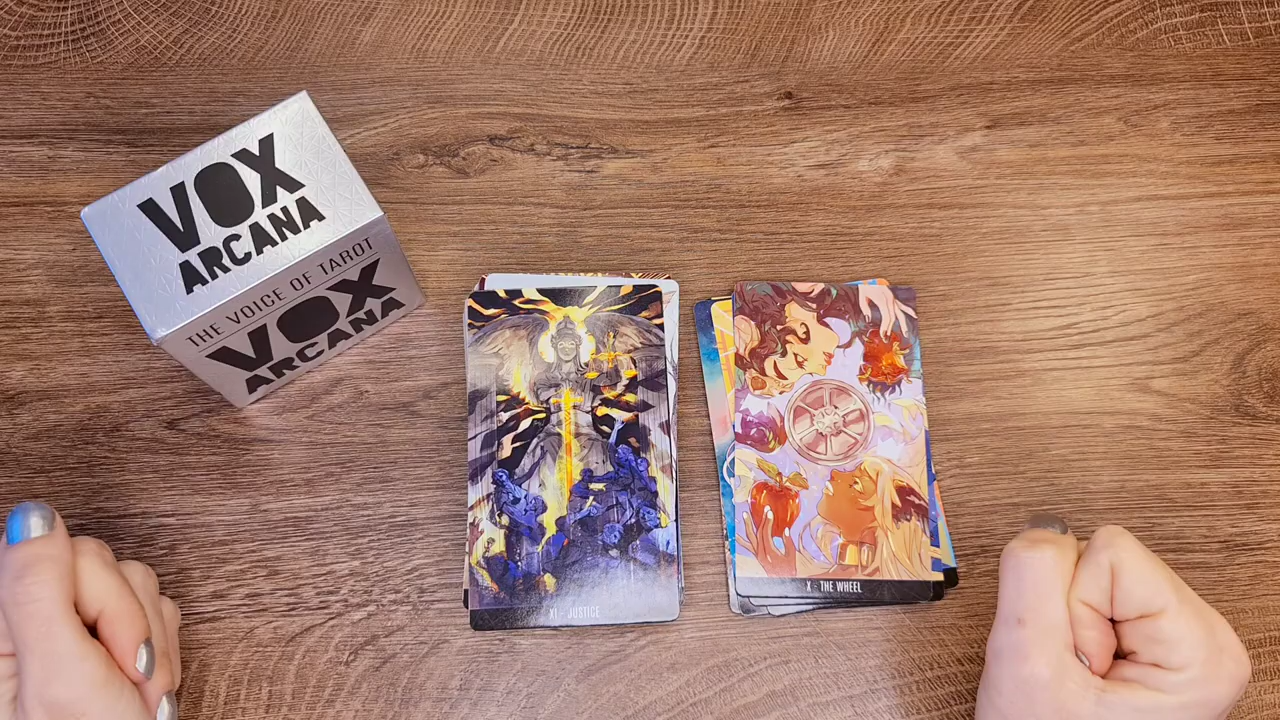 VOX
ARCANA
THE VOICE OF TAROT
VOX
ARCANA
XI - JUSTICE
X - THE WHEEL